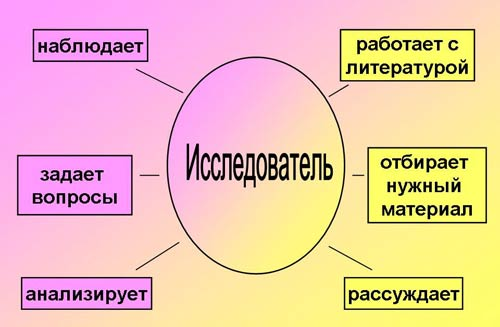 наблюдает
работает с
литературой
Исследователь
задает
вопросы
отбирает
нужный
материал
анализирует
рассуждает